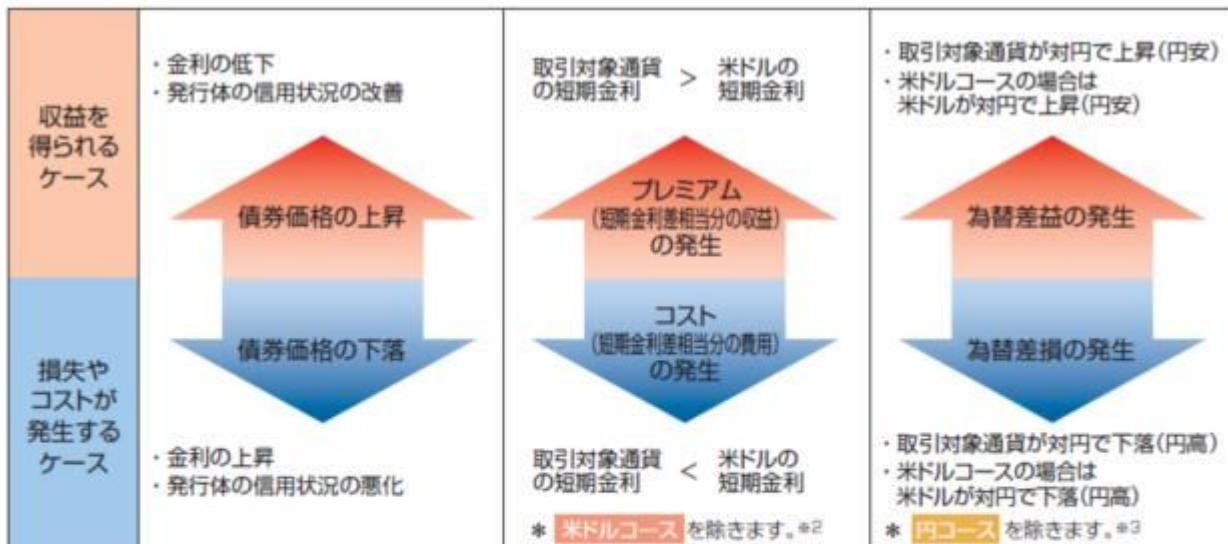 収益を
得られる
ケース
・金利の低下
・発行体の信用状況の改善
債券価格の上昇
取引対象通貨
の短期金利
>
米ドルの
短期金利
プレミアム
(短期金利差相当分の収益)
の発生
・取引対象通貨が対円で上昇(円安)
・米ドルコースの場合は
米ドルが対円で上昇(円安)
為替差益の発生
損失や
コストが
発生する
ケース
債券価格の下落
・金利の上昇
・発行体の信用状況の悪化
コスト
(短期金利差相当分の費用)
の発生
取引対象通貨
の短期金利
<
米ドルの
短期金利
* 米ドルコース を除きます。※2
為替差損の発生
・取引対象通貨が対円で下落(円高)
・米ドルコースの場合は
米ドルが対円で下落(円高)
* 円コース を除きます。※3